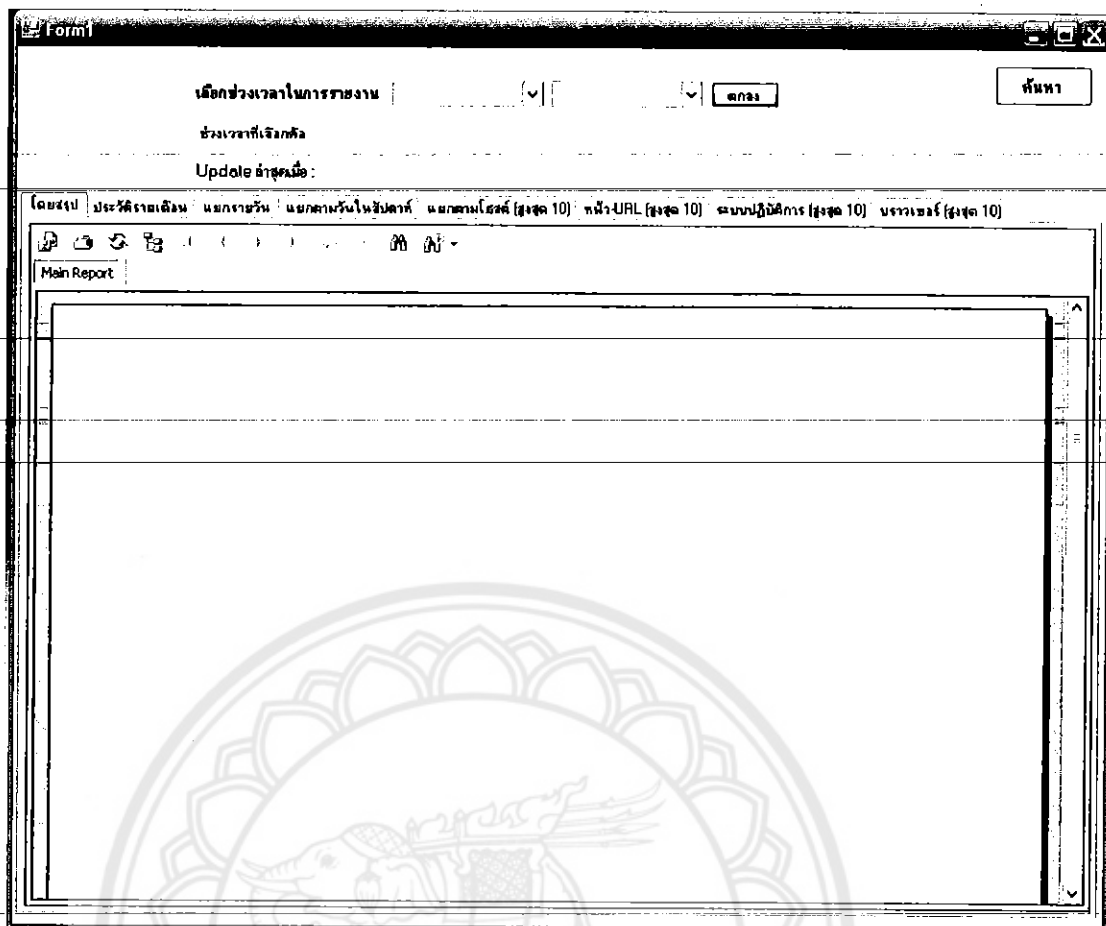 Form1
เลือกช่วงเวลาในการรายงาน ตกลง ค้นหา
ช่วงเวลาที่เลือกคือ
Update ล่าสุดเมื่อ :
โดยสรุป ประวัติรายเดือน แยกรายวัน แยกตามวันในสัปดาห์ แยกตามโฮสต์ (สูงสุด 10) หน้า-URL (สูงสุด 10) ระบบปฏิบัติการ (สูงสุด 10) บราวเซอร์ (สูงสุด 10)
Main Report